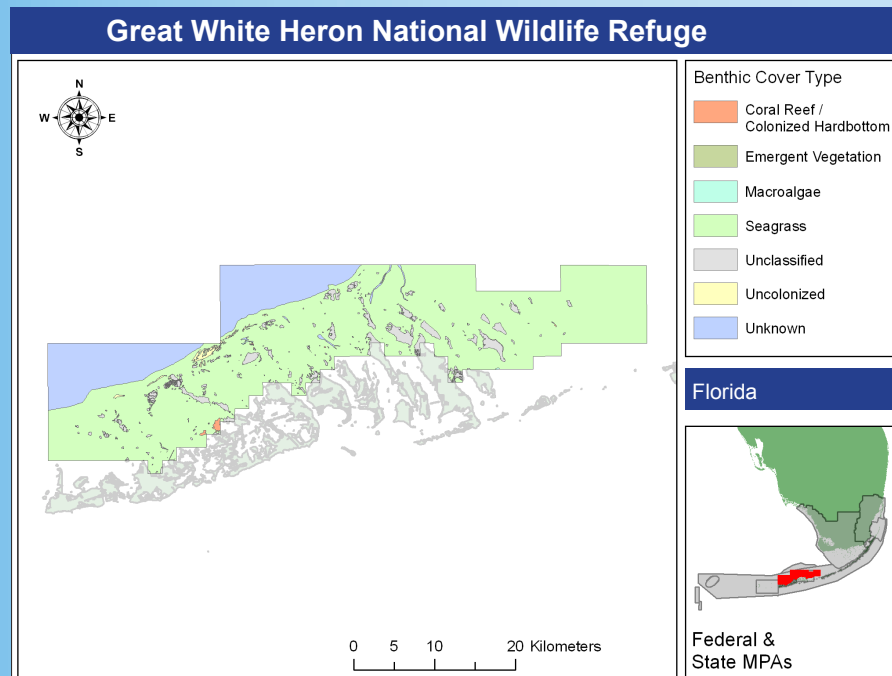 Great White Heron National Wildlife Refuge
N
W
E
S
0 5 10 20 Kilometers
Benthic Cover Type
Coral Reef /
Colonized Hardbottom
Emergent Vegetation
Macroalgae
Seagrass
Unclassified
Uncolonized
Unknown
Florida
Federal &
State MPAs